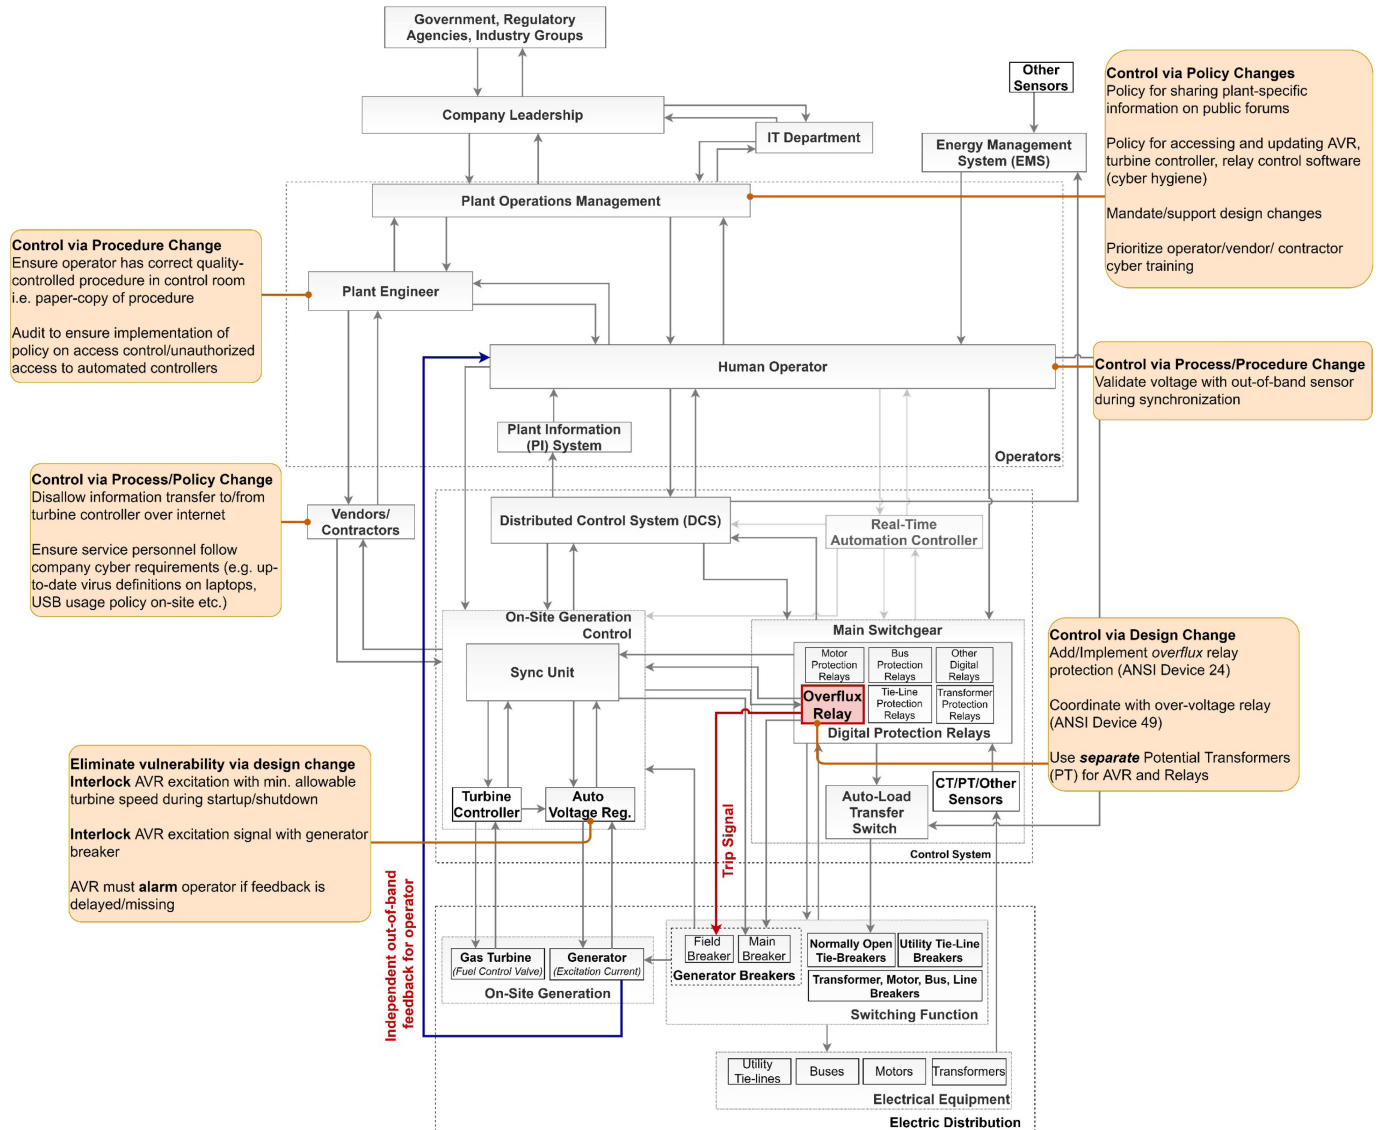 Government, Regulatory
Agencies, Industry Groups
Company Leadership
IT Department
Other
Sensors
Energy Management
System (EMS)
Control via Policy Changes
Policy for sharing plant-specific
information on public forums
Policy for accessing and updating AVR,
turbine controller, relay control software
(cyber hygiene)
Mandate/support design changes
Prioritize operator/vendor/ contractor
cyber training
Plant Operations Management
Control via Procedure Change
Ensure operator has correct quality-
controlled procedure in control room
i.e. paper-copy of procedure
Audit to ensure implementation of
policy on access control/unauthorized
access to automated controllers
Plant Engineer
Human Operator
Control via Process/Procedure Change
Validate voltage with out-of-band sensor
during synchronization
Plant Information
(PI) System
Operators
Control via Process/Policy Change
Disallow information transfer to/from
turbine controller over internet
Ensure service personnel follow
company cyber requirements (e.g. up-
to-date virus definitions on laptops,
USB usage policy on-site etc.)
Vendors/
Contractors
Distributed Control System (DCS)
Real-Time
Automation Controller
On-Site Generation
Control
Sync Unit
Turbine
Controller
Auto
Voltage Reg.
Main Switchgear
Motor
Protection
Relays
Bus
Protection
Relays
Other
Digital
Relays
Overflux
Relay
Tie-Line
Protection
Relays
Transformer
Protection
Relays
Digital Protection Relays
Auto-Load
Transfer
Switch
CT/PT/Other
Sensors
Control System
Control via Design Change
Add/Implement overflux relay
protection (ANSI Device 24)
Coordinate with over-voltage relay
(ANSI Device 49)
Use separate Potential Transformers
(PT) for AVR and Relays
Eliminate vulnerability via design change
Interlock AVR excitation with min. allowable
turbine speed during startup/shutdown
Interlock AVR excitation signal with generator
breaker
AVR must alarm operator if feedback is
delayed/missing
Trip Signal
Independent out-of-band
feedback for operator
Gas Turbine
(Fuel Control Valve)
Generator
(Excitation Current)
On-Site Generation
Field
Breaker
Main
Breaker
Generator Breakers
Normally Open
Tie-Breakers
Utility Tie-Line
Breakers
Transformer, Motor, Bus, Line
Breakers
Switching Function
Utility
Tie-lines
Buses
Motors
Transformers
Electrical Equipment
Electric Distribution